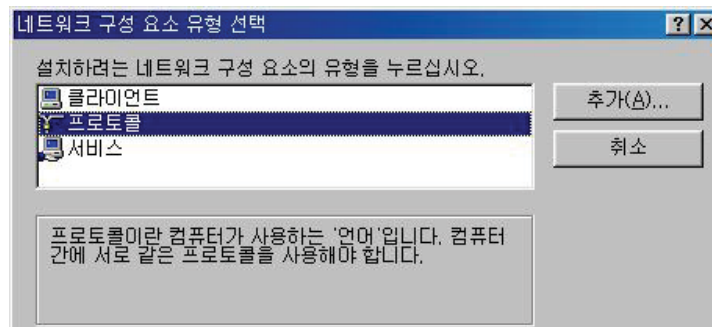 네트워크 구성 요소 유형 선택
설치하려는 네트워크 구성 요소의 유형을 누르십시오.
클라이언트
추가(A)...
프로토콜
서비스
취소
프로토콜이란 컴퓨터가 사용하는 '언어'입니다. 컴퓨터
간에 서로 같은 프로토콜을 사용해야 합니다.